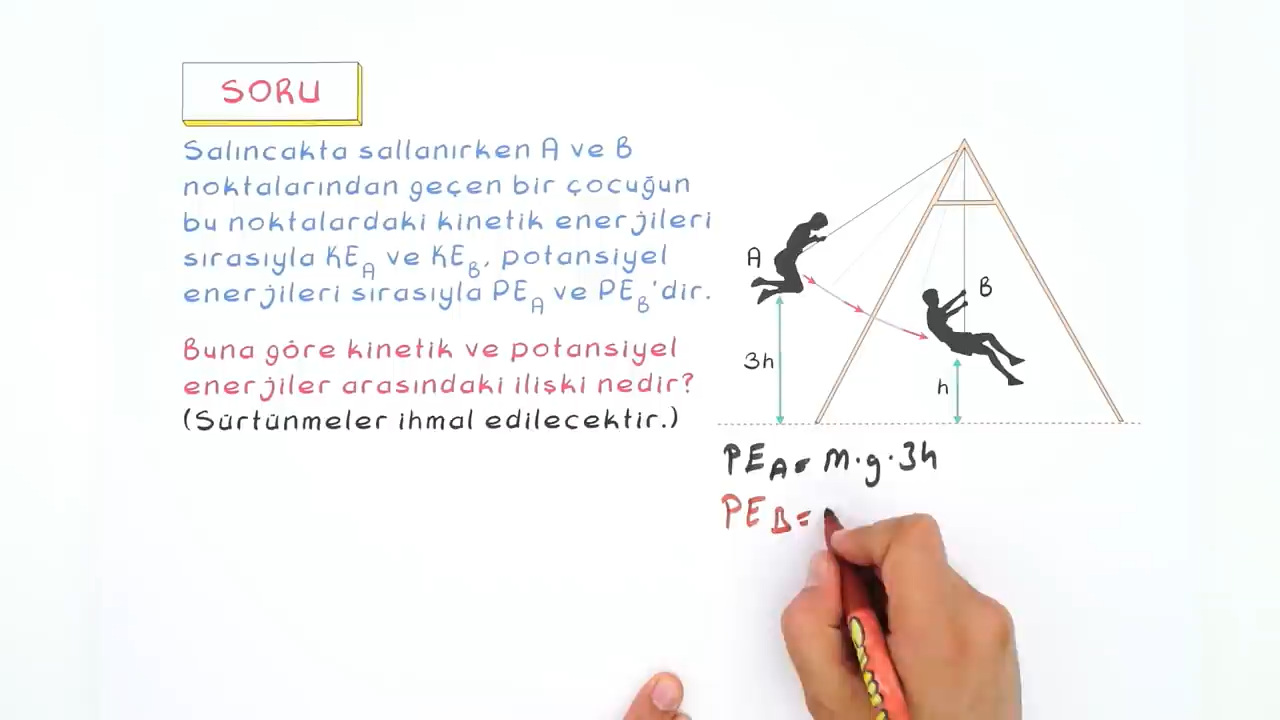 SORU
Salıncakta sallanırken A ve B
noktalarından geçen bir çocuğun
bu noktalardaki kinetik enerjileri
sırasıyla KE_A ve KE_B, potansiyel
enerjileri sırasıyla PE_A ve PE_B'dir.
Buna göre kinetik ve potansiyel
enerjiler arasındaki ilişki nedir?
(Sürtünmeler ihmal edilecektir.)
A
B
3h
h
PE_A = m.g.3h
PE_B =